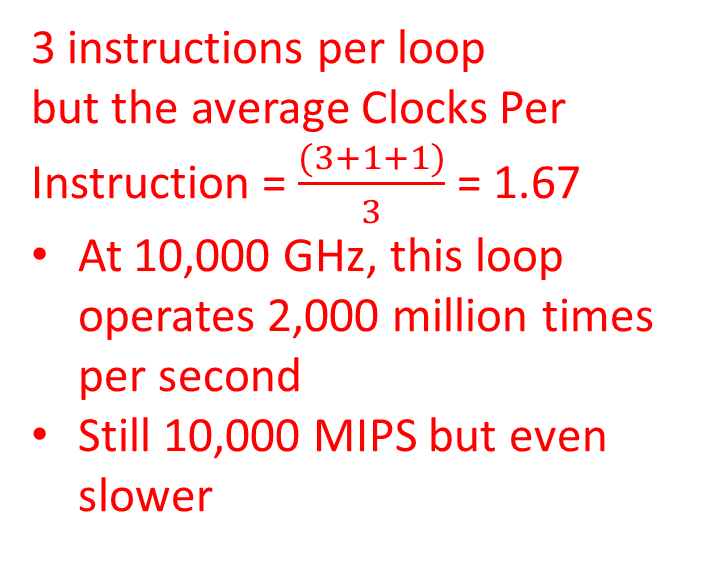 3 instructions per loop
but the average Clocks Per
Instruction = (3+1+1)/3 = 1.67
• At 10,000 GHz, this loop
operates 2,000 million times
per second
• Still 10,000 MIPS but even
slower